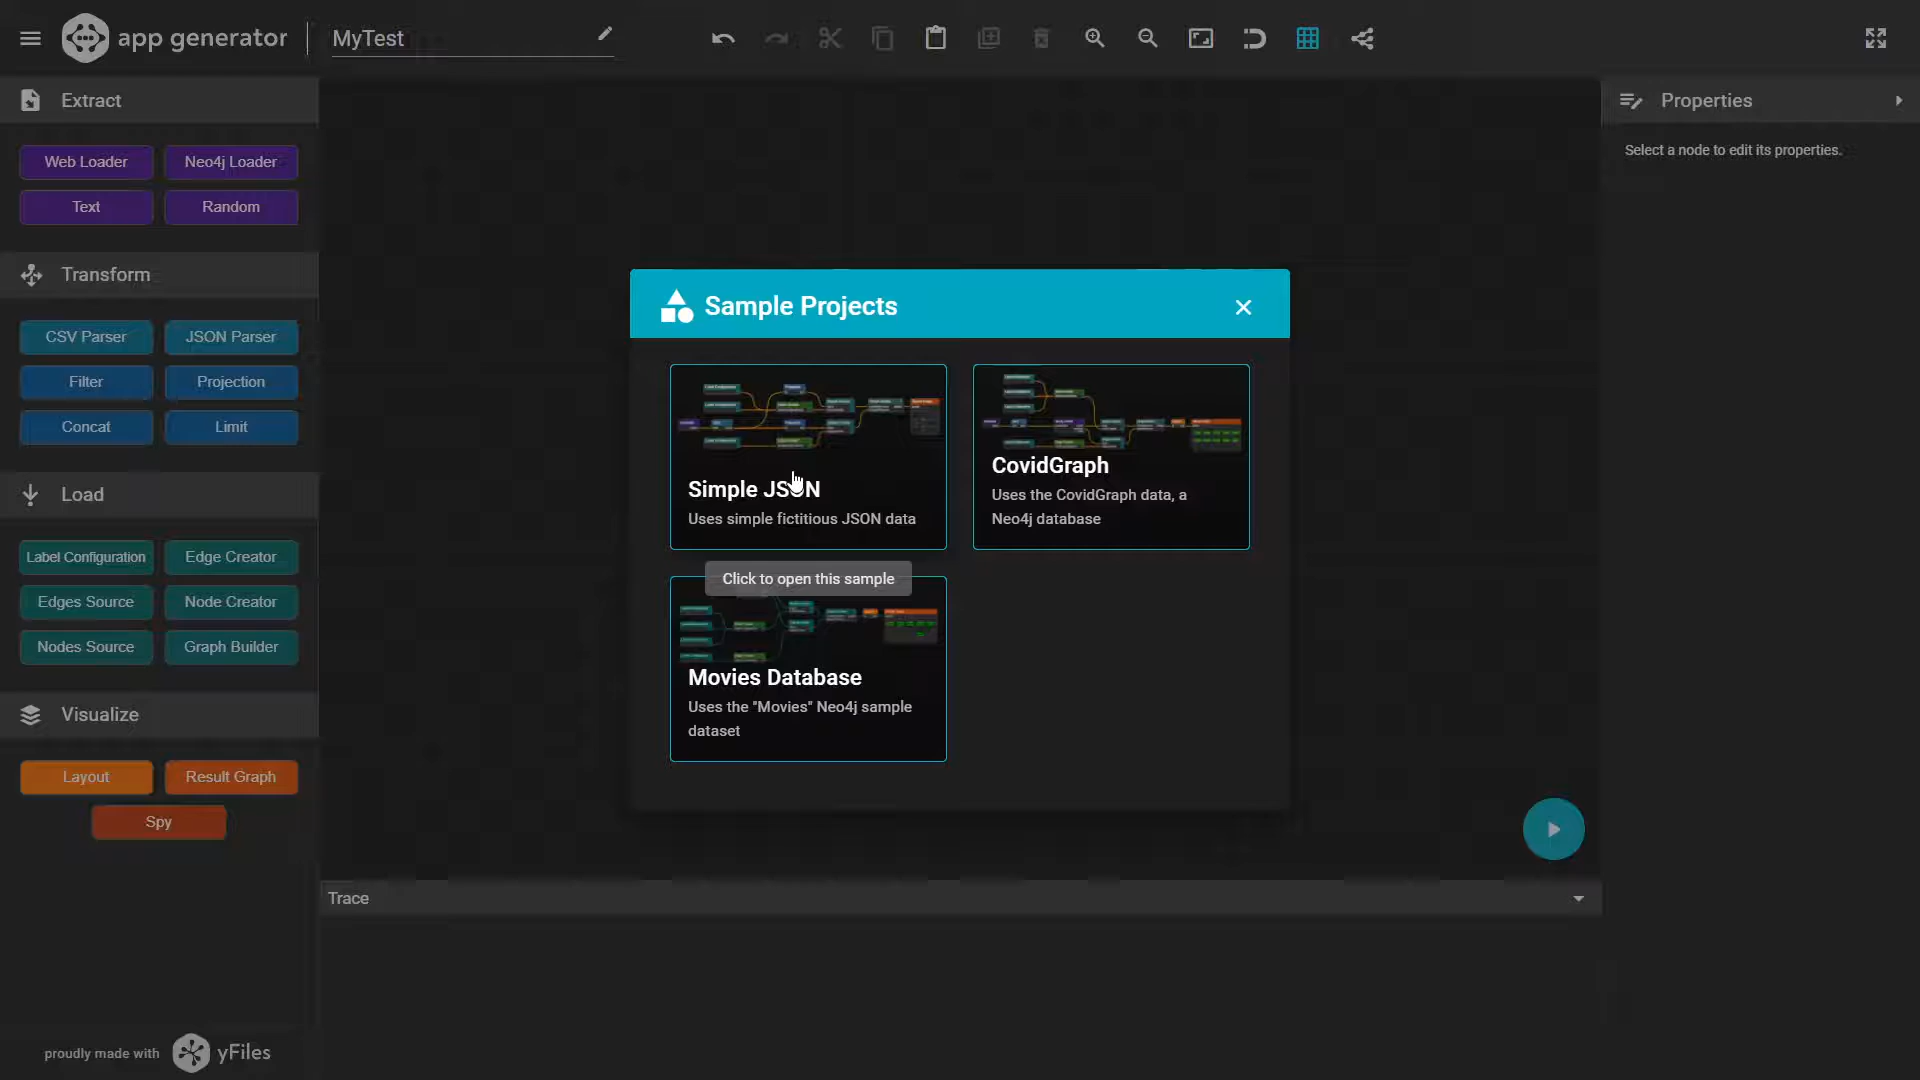 app generator
MyTest
Extract
Web Loader
Neo4j Loader
Text
Random
Transform
CSV Parser
JSON Parser
Filter
Projection
Concat
Limit
Load
Label Configuration
Edge Creator
Edges Source
Node Creator
Nodes Source
Graph Builder
Visualize
Layout
Result Graph
Spy
proudly made with
yFiles
Sample Projects
Simple JSON
Uses simple fictitious JSON data
CovidGraph
Uses the CovidGraph data, a
Neo4j database
Click to open this sample
Movies Database
Uses the "Movies" Neo4j sample
dataset
Trace
Properties
Select a node to edit its properties.